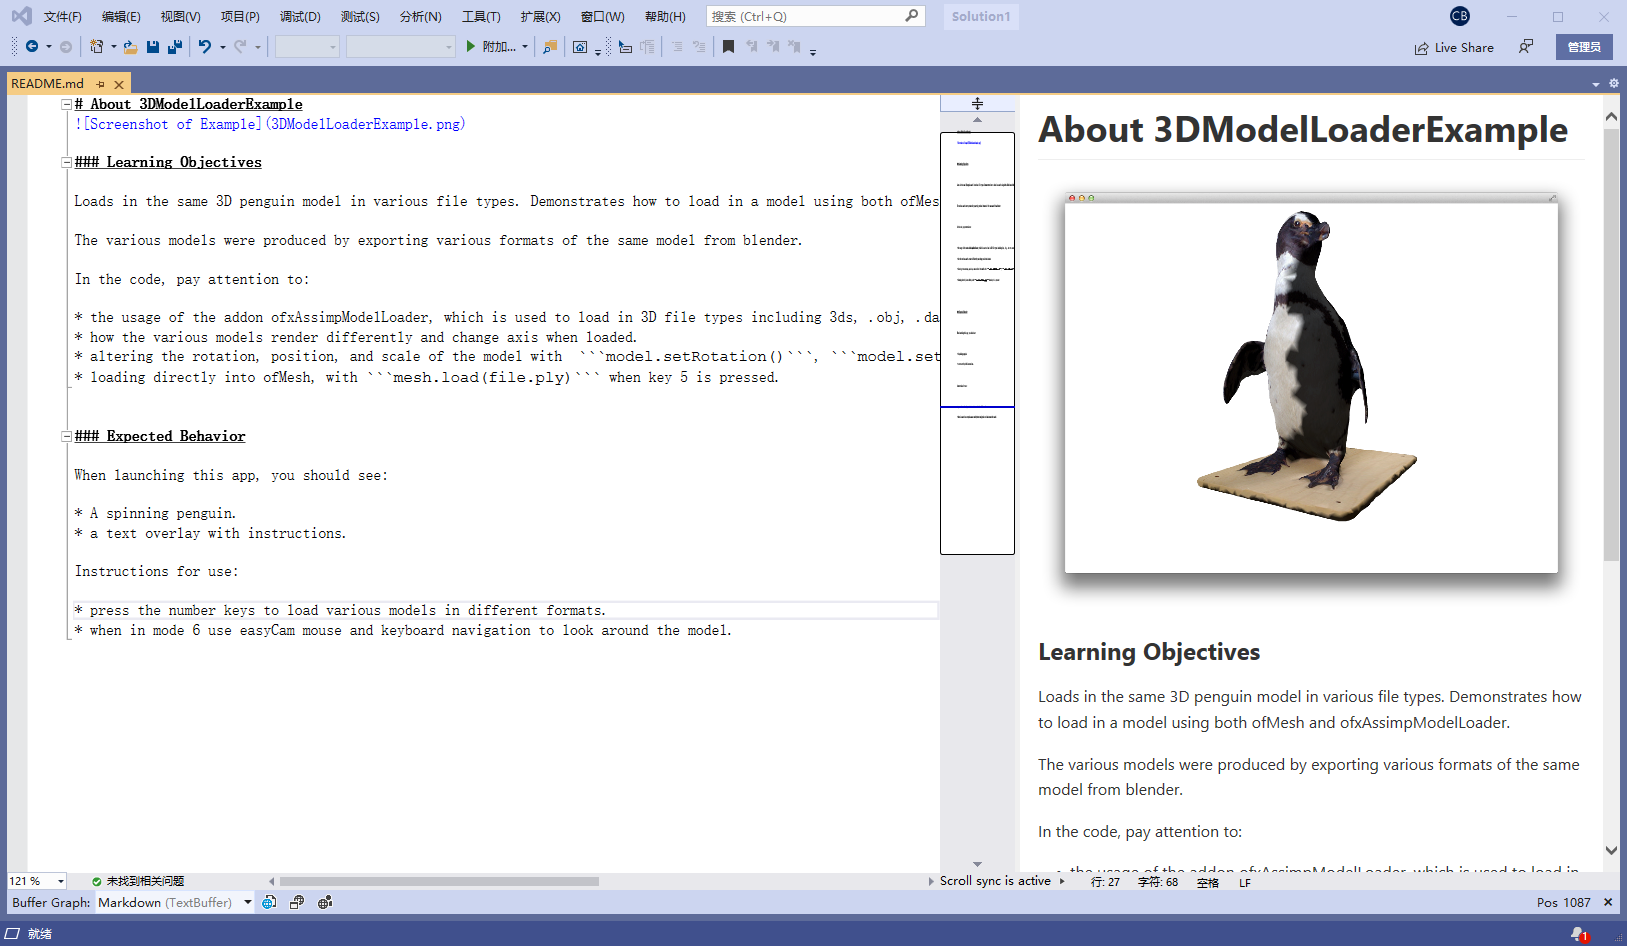 文件(F) 编辑(E) 视图(V) 项目(P) 调试(D) 测试(S) 分析(N) 工具(T) 扩展(X) 窗口(W) 帮助(H) 搜索 (Ctrl+Q) Solution1 CB
附加... Live Share 管理员
README.md
# About 3DModelLoaderExample
![Screenshot of Example](3DModelLoaderExample.png)
### Learning Objectives
Loads in the same 3D penguin model in various file types. Demonstrates how to load in a model using both ofMes
The various models were produced by exporting various formats of the same model from blender.
In the code, pay attention to:
* the usage of the addon ofxAssimpModelLoader, which is used to load in 3D file types including 3ds, .obj, .da
* how the various models render differently and change axis when loaded.
* altering the rotation, position, and scale of the model with  ```model.setRotation()```, ```model.set
* loading directly into ofMesh, with ```mesh.load(file.ply)``` when key 5 is pressed.
### Expected Behavior
When launching this app, you should see:
* A spinning penguin.
* a text overlay with instructions.
Instructions for use:
* press the number keys to load various models in different formats.
* when in mode 6 use easyCam mouse and keyboard navigation to look around the model.
About 3DModelLoaderExample
Learning Objectives
Loads in the same 3D penguin model in various file types. Demonstrates how
to load in a model using both ofMesh and ofxAssimpModelLoader.
The various models were produced by exporting various formats of the same
model from blender.
In the code, pay attention to:
• the usage of the addon ofxAssimpModelLoader, which is used to load in
121 % 未找到相关问题 Scroll sync is active 行: 27 字符: 68 空格 LF
Buffer Graph: Markdown (TextBuffer) Pos 1087
就绪 1